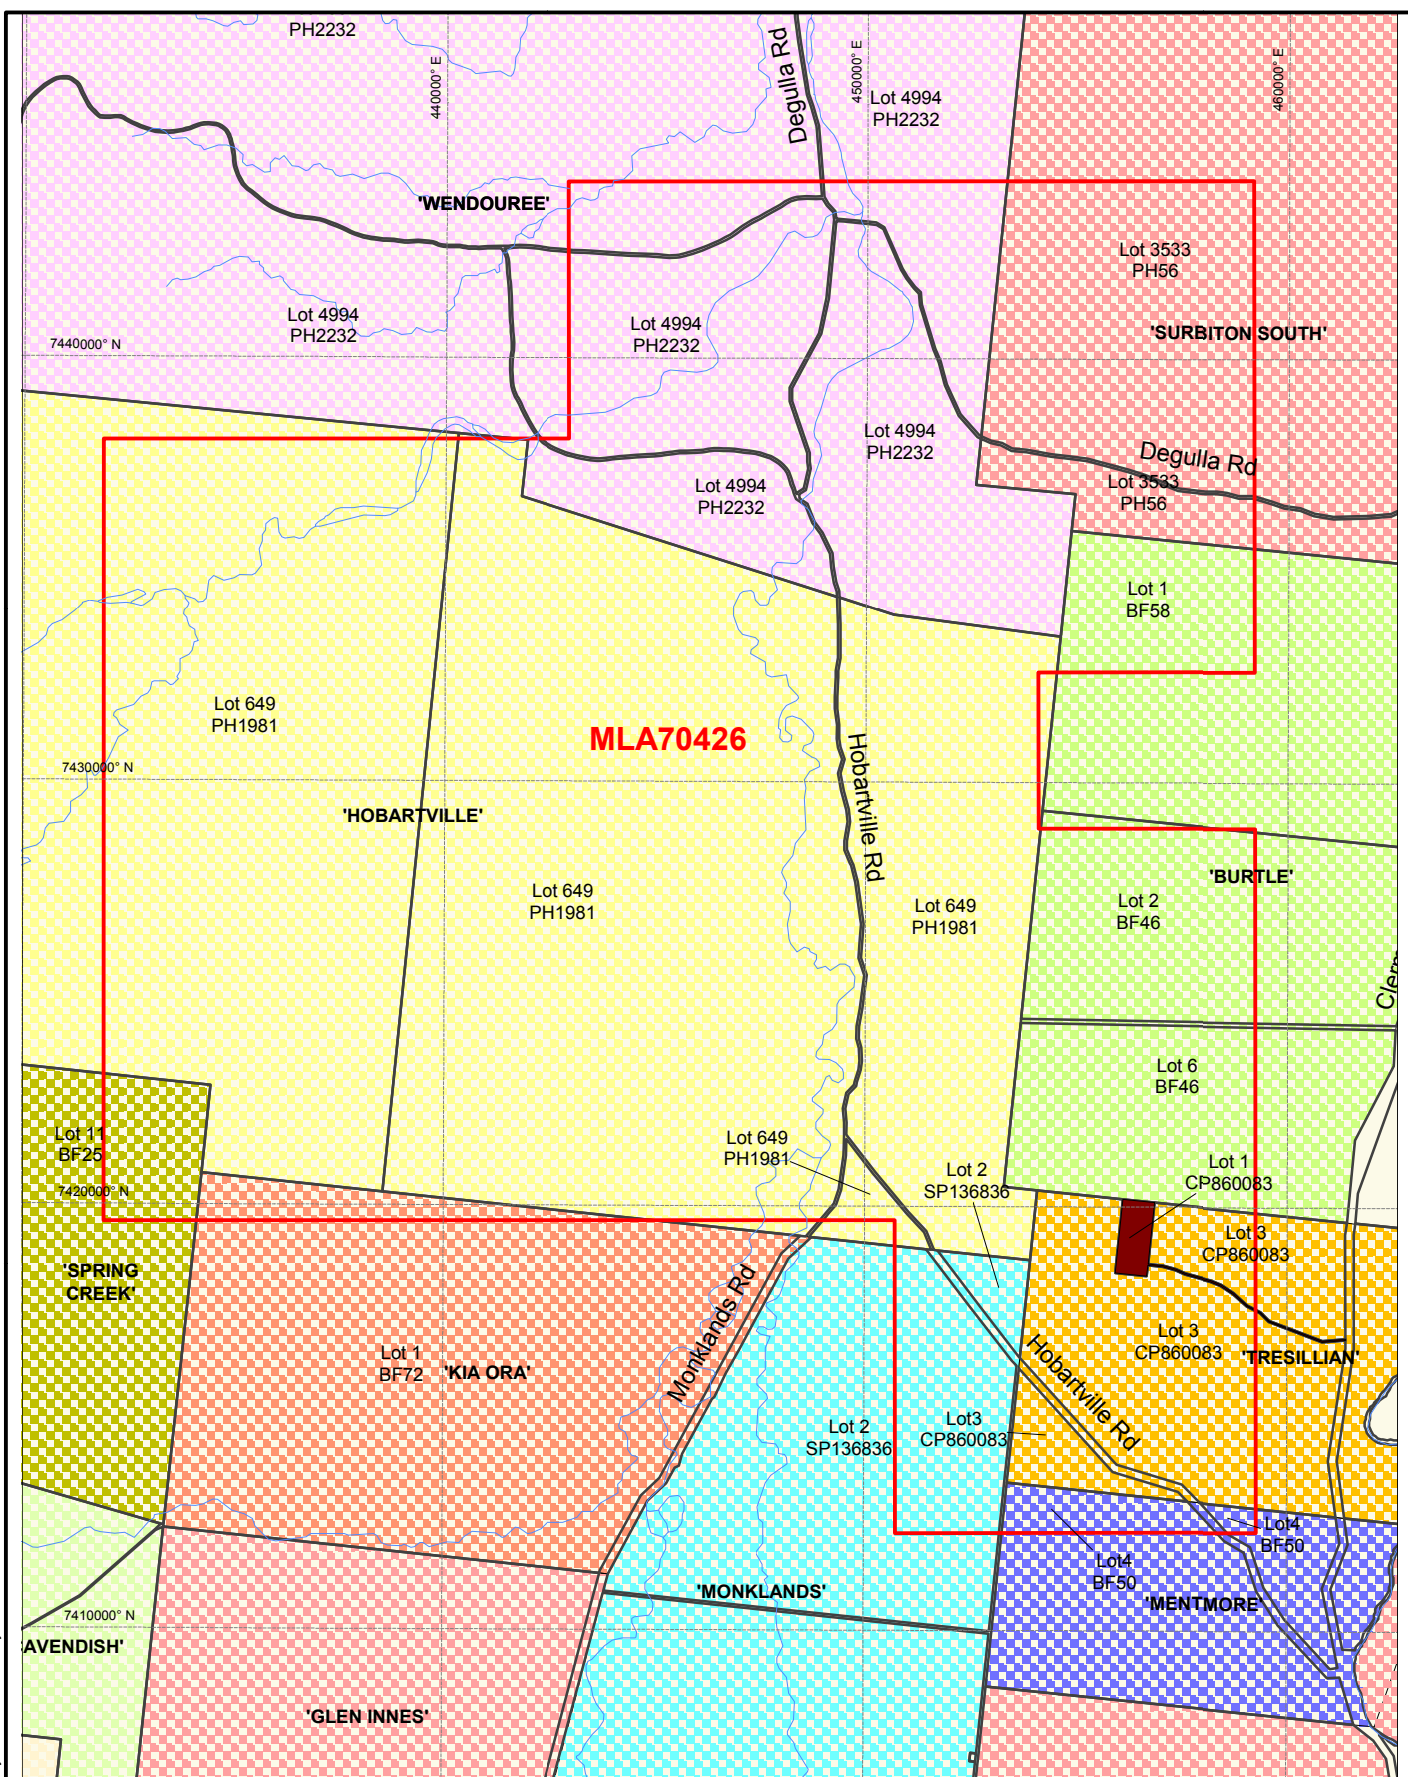 PH2232
440000° E
Degulla Rd
450000° E
460000° E
Lot 4994
PH2232
'WENDOUREE'
Lot 3533
PH56
Lot 4994
PH2232
Lot 4994
PH2232
'SURBITON SOUTH'
7440000° N
Lot 4994
PH2232
Degulla Rd
Lot 4994
PH2232
Lot 3533
PH56
Lot 1
BF58
Lot 649
PH1981
MLA70426
7430000° N
Hobartville Rd
'HOBARTVILLE'
'BURTLE'
Lot 649
PH1981
Lot 649
PH1981
Lot 2
BF46
Clerm
Lot 6
BF46
Lot 11
BF25
Lot 649
PH1981
Lot 2
SP136836
Lot 1
CP860083
7420000° N
Lot 3
CP860083
'SPRING
CREEK'
Monklands Rd
Lot 1
BF72
'KIA ORA'
Hobartville Rd
Lot 3
CP860083
'TRESILLIAN'
Lot 2
SP136836
Lot3
CP860083
Lot4
BF50
Lot4
BF50
'MONKLANDS'
'MENTMORE'
7410000° N
AVENDISH'
'GLEN INNES'